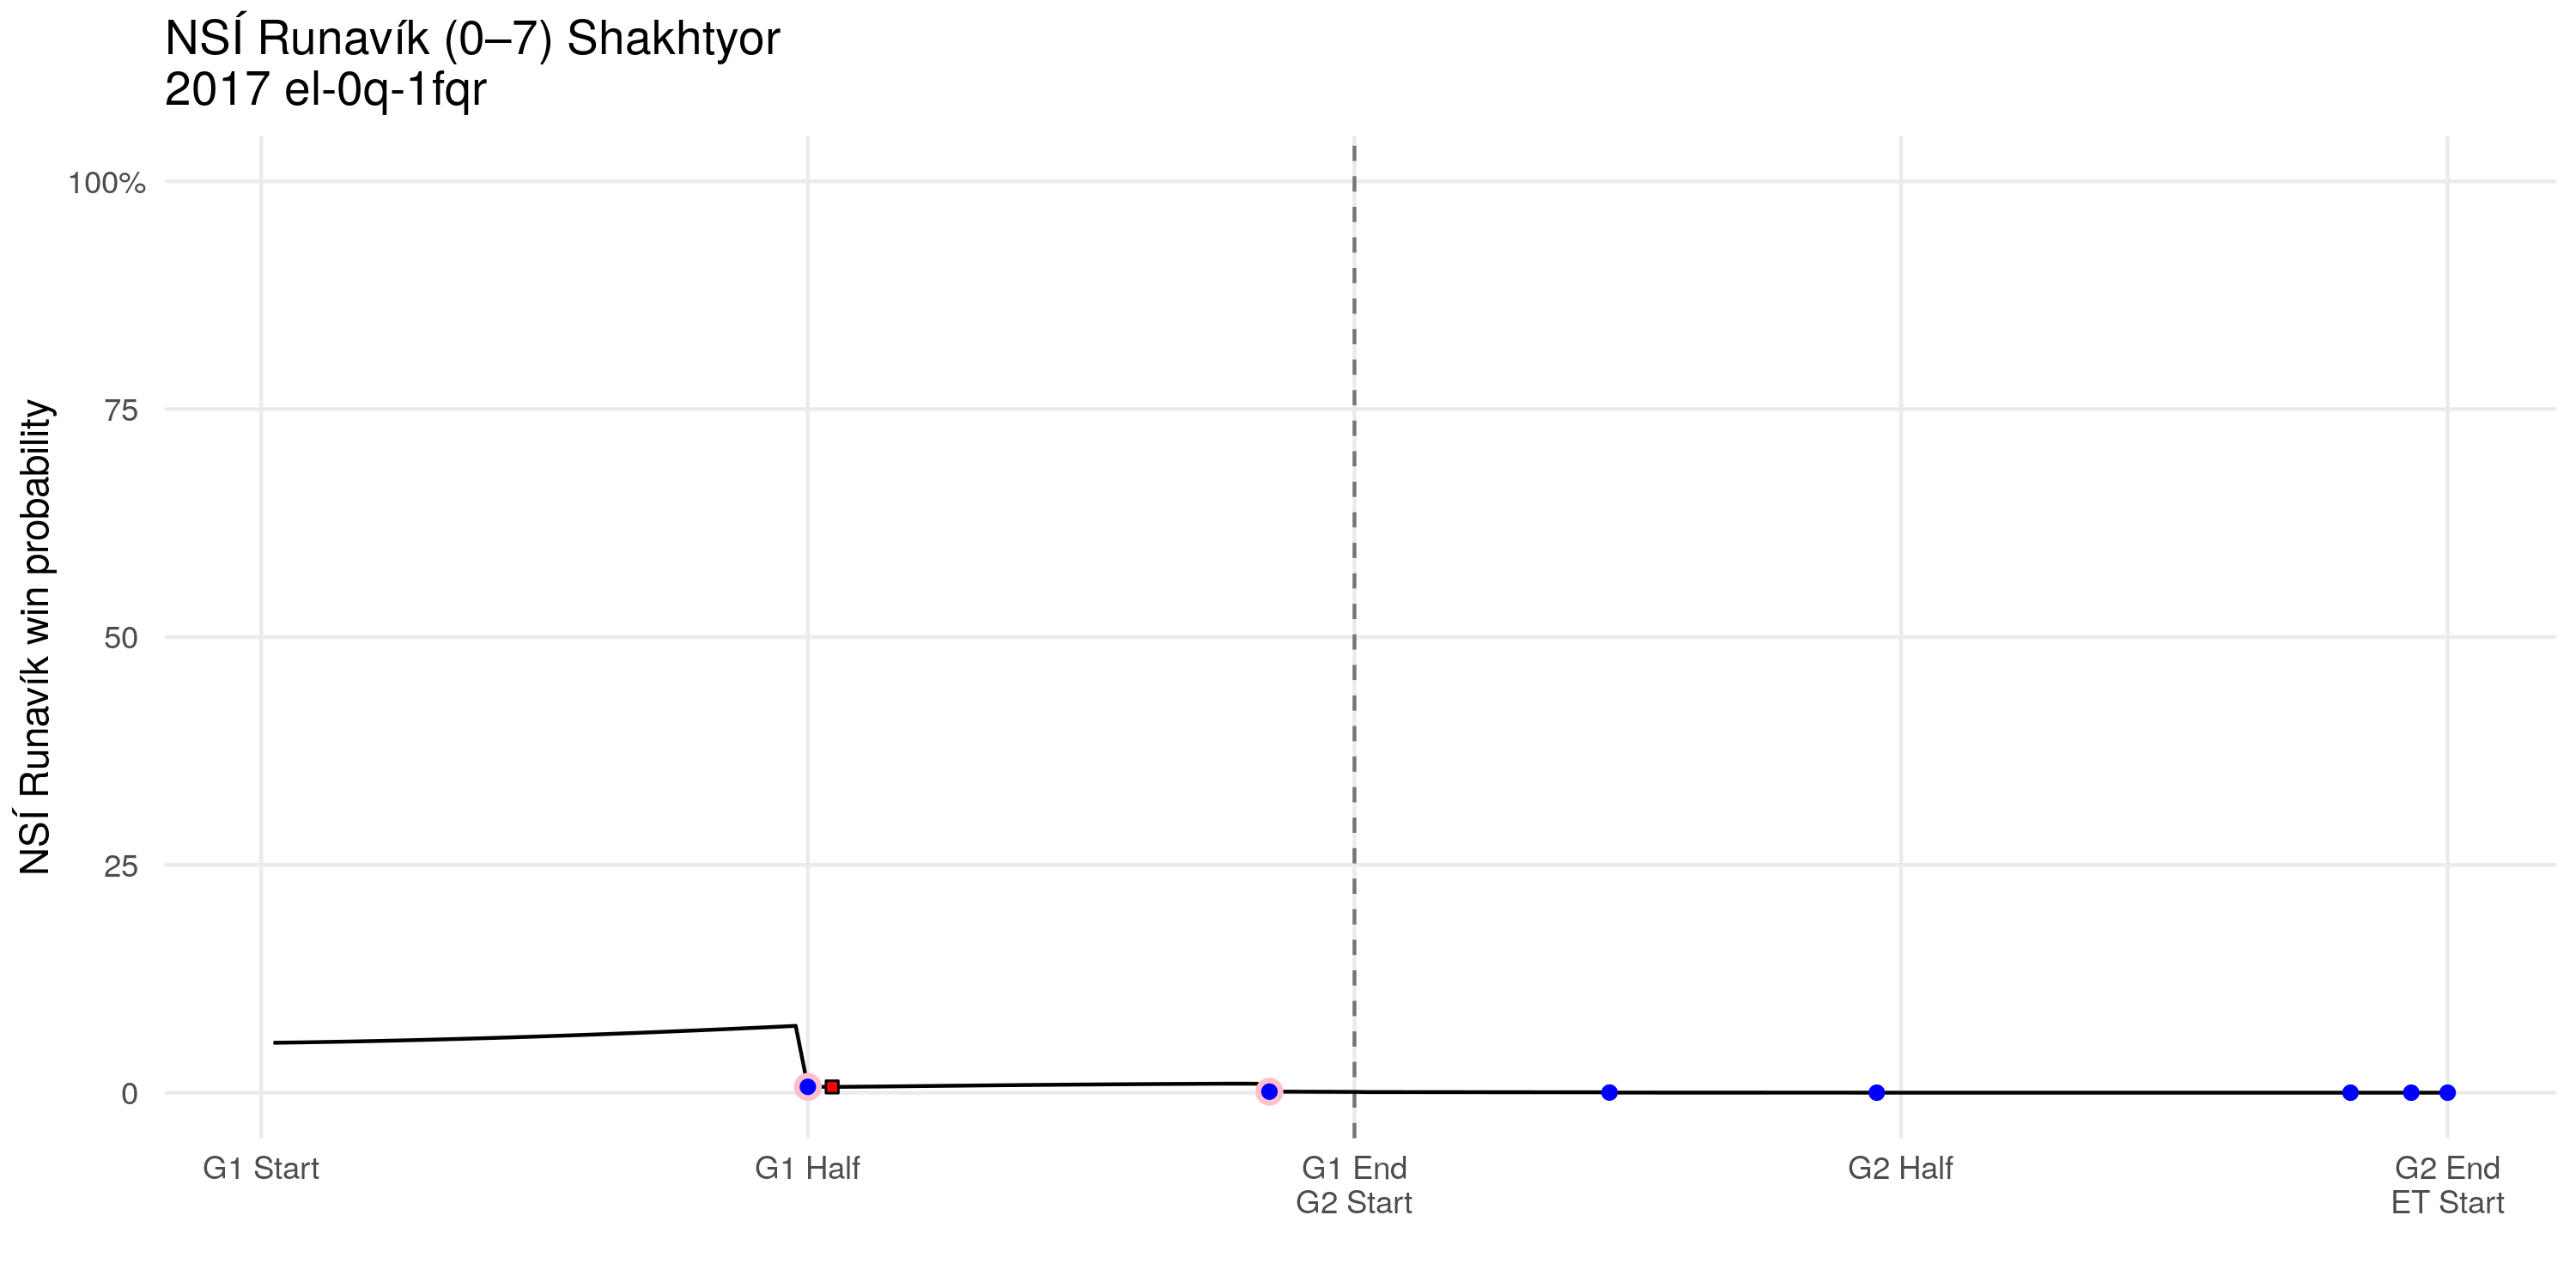 NSÍ Runavík (0–7) Shakhtyor
2017 el-0q-1fqr
NSÍ Runavík win probability
100%
75
50
25
0
G1 Start
G1 Half
G1 End
G2 Start
G2 Half
G2 End
ET Start